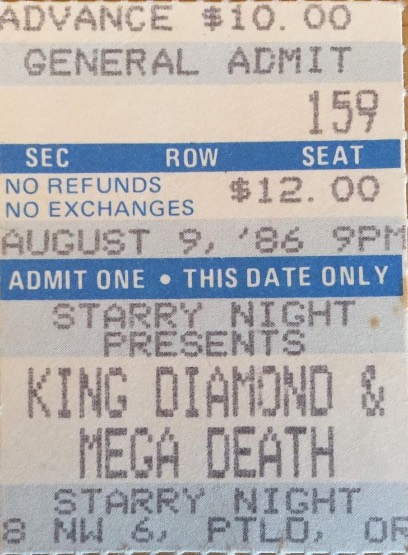 ADVANCE $10.00
GENERAL ADMIT
159
SEC ROW SEAT
NO REFUNDS $12.00
NO EXCHANGES
AUGUST 9, '86 9PM
ADMIT ONE • THIS DATE ONLY
STARRY NIGHT
PRESENTS
KING DIAMOND &
MEGA DEATH
STARRY NIGHT
8 NW 6, PTLD, OR